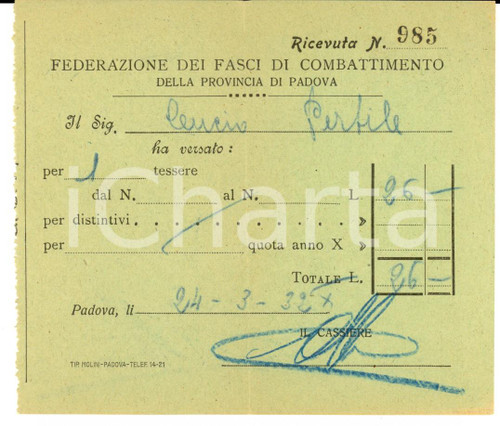 Ricevuta N. 985
FEDERAZIONE DEI FASCI DI COMBATTIMENTO
DELLA PROVINCIA DI PADOVA
Il Sig. Pertile
ha versato:
per 1 tessere
dal N. al N. L. 26 -
per distintivi . . . . . . . . . »
per quota anno X »
TOTALE L. 26 -
Padova, lì 24 - 3 - 32 X
IL CASSIERE
TIP. MOLINI-PADOVA-TELEF. 14-21
iCharta